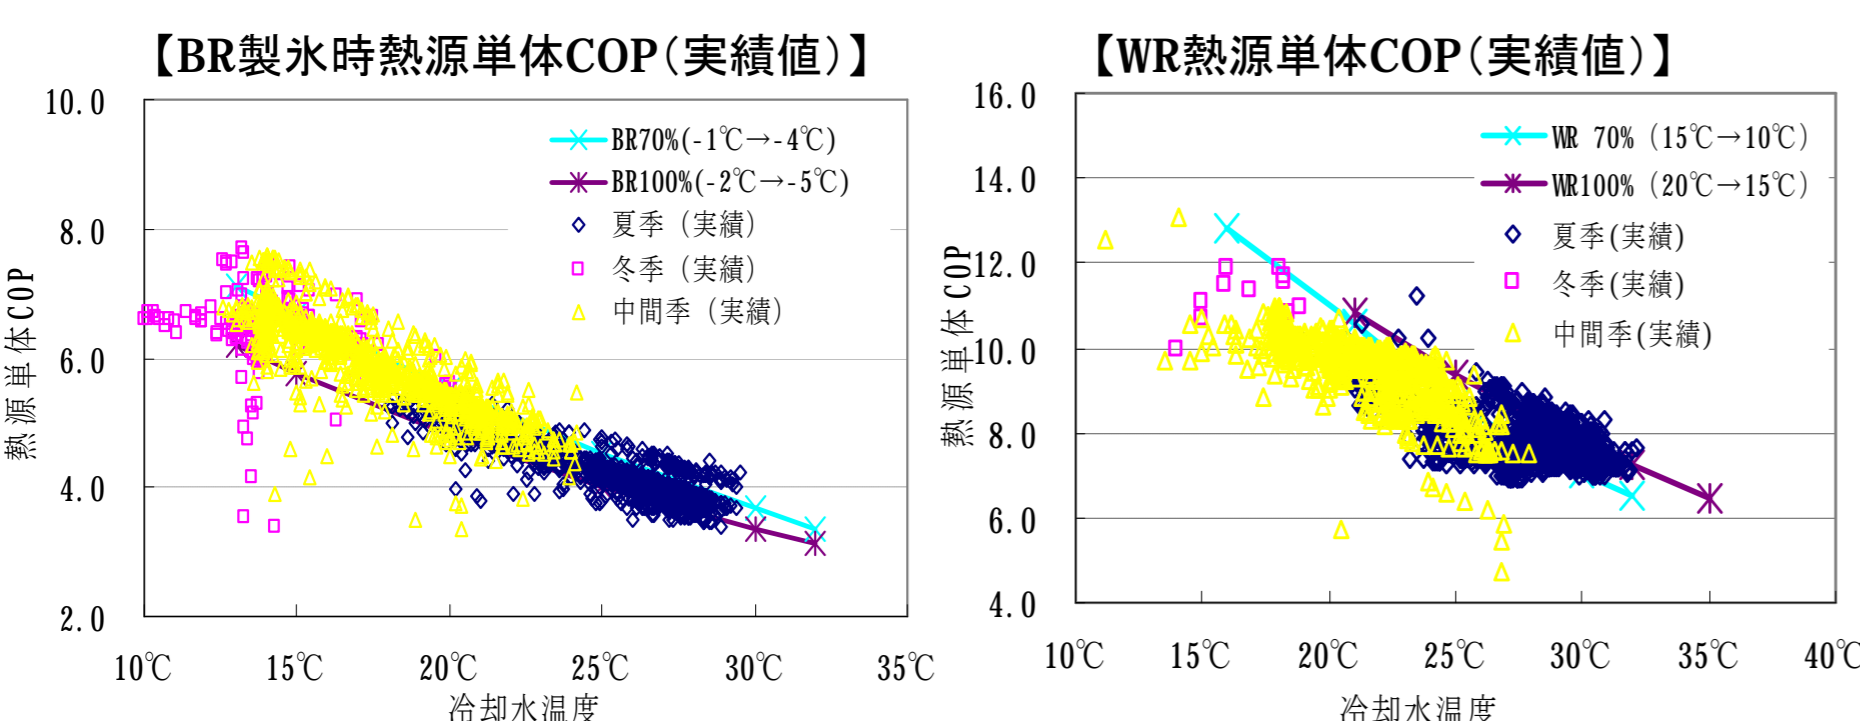 【BR製氷時熱源単体COP(実績値)】
10.0
8.0
6.0
4.0
2.0
熱源単体COP
BR70%(-1℃→-4℃)
BR100%(-2℃→-5℃)
夏季（実績）
冬季（実績）
中間季（実績）
10℃ 15℃ 20℃ 25℃ 30℃ 35℃
冷却水温度
【WR熱源単体COP(実績値)】
16.0
14.0
12.0
10.0
8.0
6.0
4.0
熱源単体COP
WR 70%（15℃→10℃）
WR100%（20℃→15℃）
夏季(実績)
冬季(実績)
中間季(実績)
10℃ 15℃ 20℃ 25℃ 30℃ 35℃ 40℃
冷却水温度